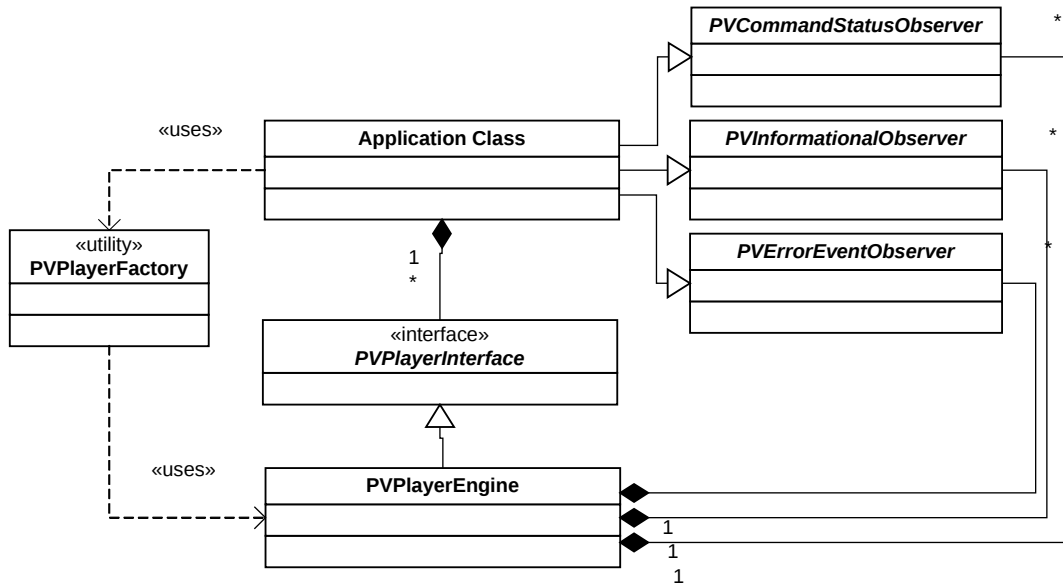 PVCommandStatusObserver
*
«uses»
Application Class
PVInformationalObserver
*
«utility»
PVPlayerFactory
1
*
PVErrorEventObserver
*
«interface»
PVPlayerInterface
«uses»
PVPlayerEngine
1
1
1